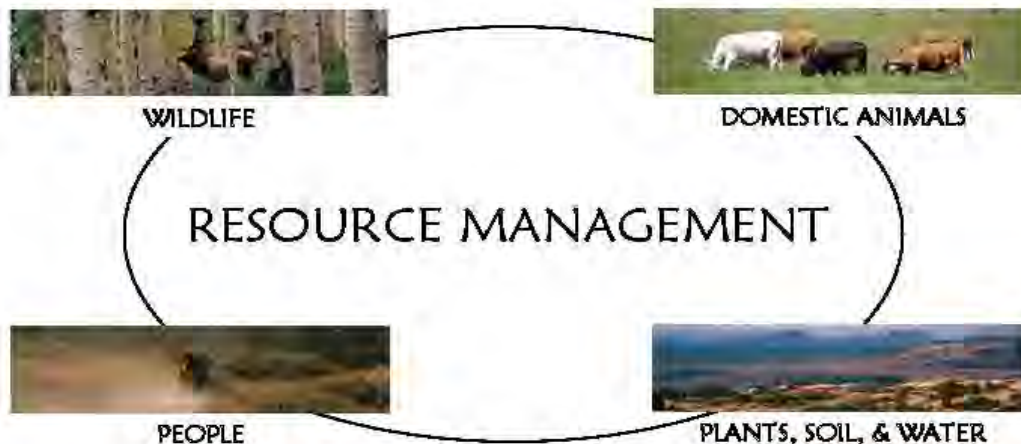 WILDLIFE
DOMESTIC ANIMALS
RESOURCE MANAGEMENT
PEOPLE
PLANTS, SOIL, & WATER